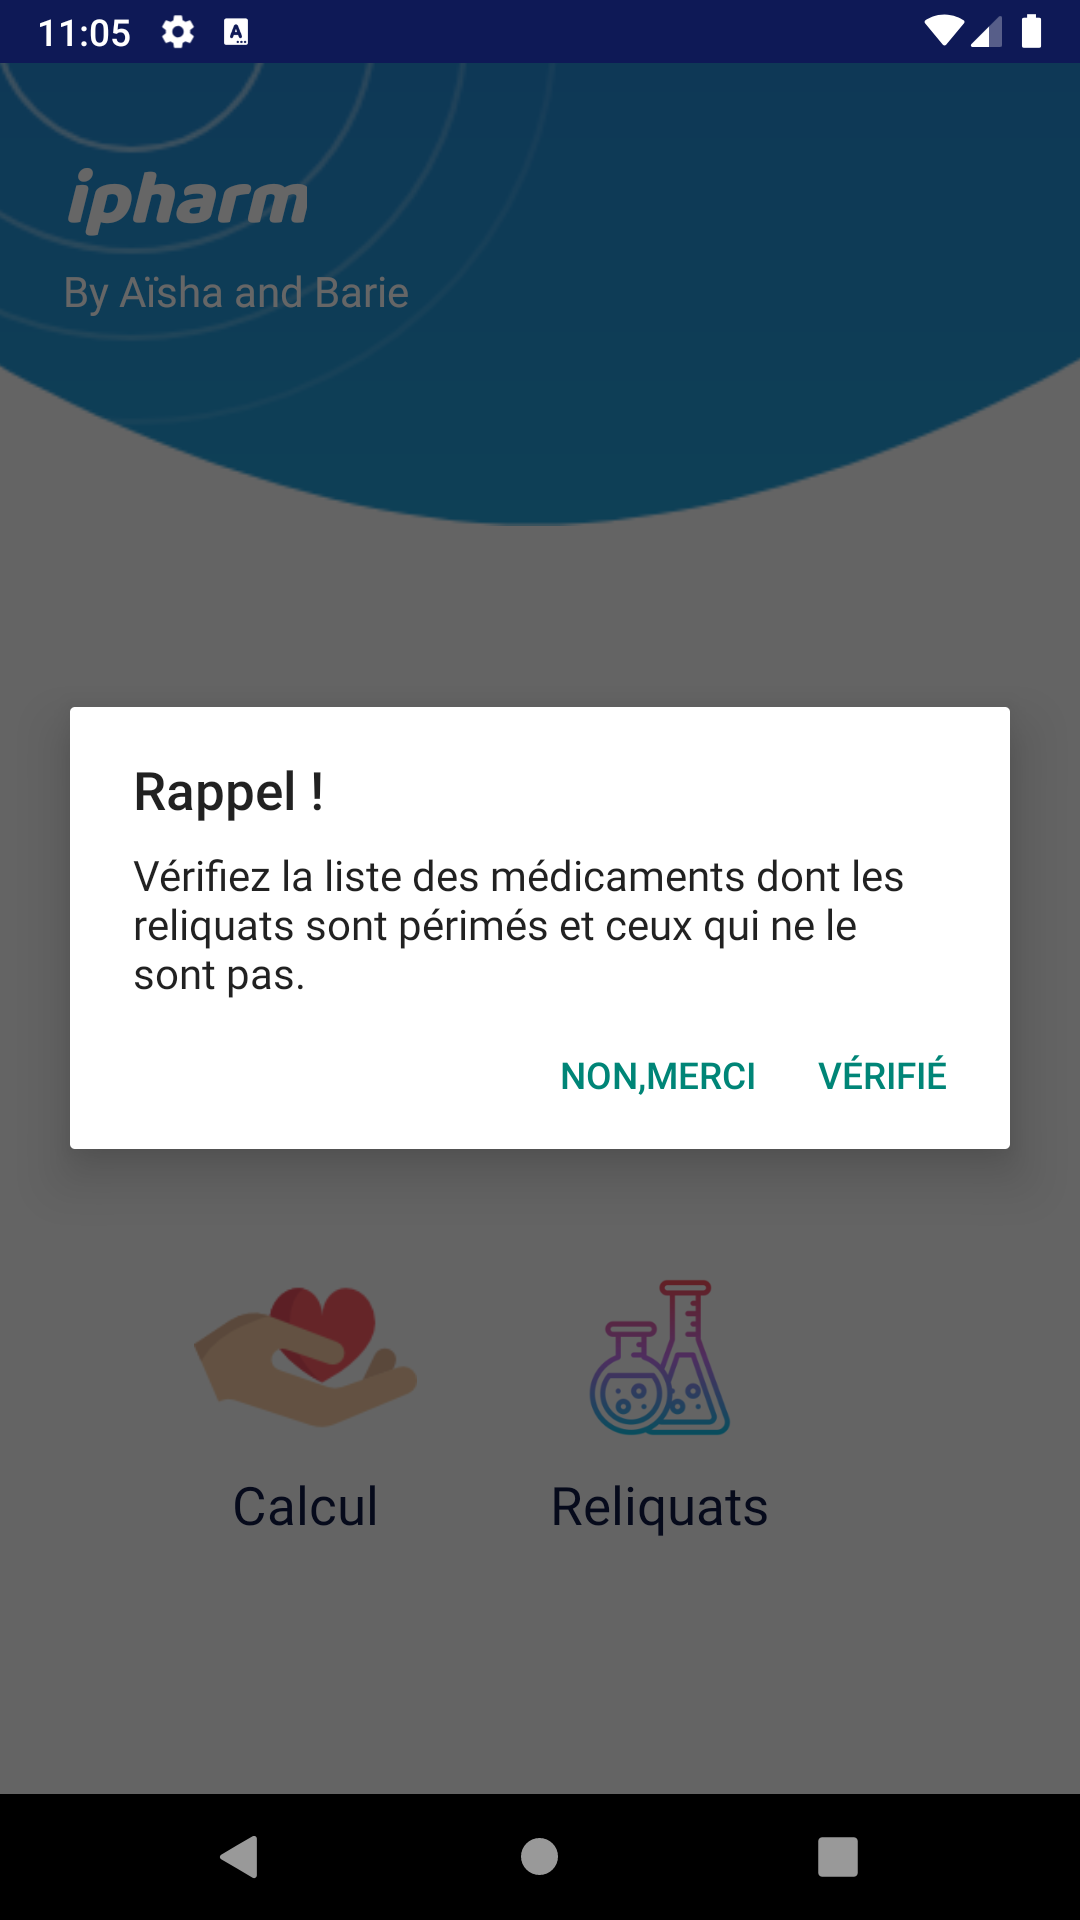 11:05
ipharm
By Aïsha and Barie
Rappel !
Vérifiez la liste des médicaments dont les
reliquats sont périmés et ceux qui ne le
sont pas.
NON,MERCI VÉRIFIÉ
Calcul Reliquats